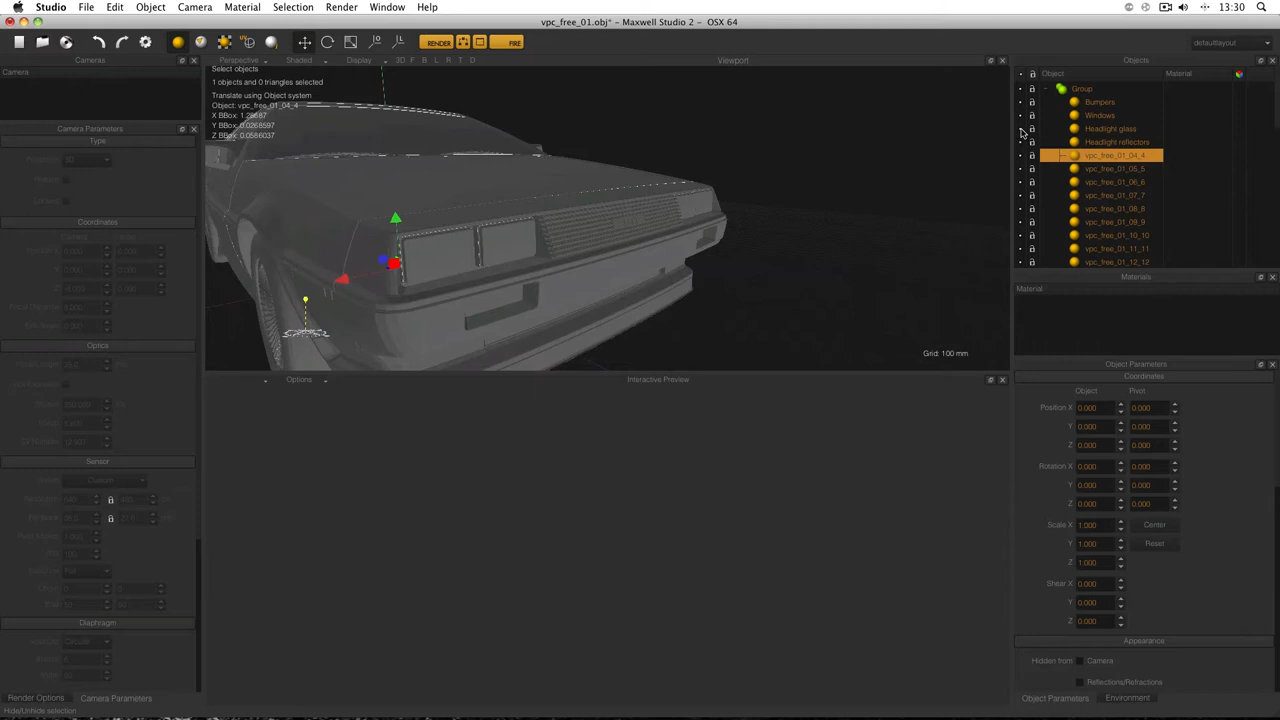 Studio File Edit Object Cameras Material Selection Render Window Help 13:30
vpc_free_01.obj* - Maxwell Studio 2 - OSX 64
RENDER FIRE defaultlayout
Cameras
Camera
Camera Parameters
Type
Coordinates
Optics
Sensor
Diaphragm
Render Options Camera Parameters
Hide/Unhide selection
Perspective Shaded Display 3D F B L R T D Viewport
Select objects
1 objects and 0 triangles selected
Translate using Object system
Object: vpc_free_01_04_4
X BBox: 1.28687
Y BBox: 0.0268597
Z BBox: 0.0586037
Grid: 100 mm
Options Interactive Preview
Objects
Object Material
Group
Bumpers
Windows
Headlight glass
Headlight reflectors
vpc_free_01_04_4
vpc_free_01_05_5
vpc_free_01_06_6
vpc_free_01_07_7
vpc_free_01_08_8
vpc_free_01_09_9
vpc_free_01_10_10
vpc_free_01_11_11
vpc_free_01_12_12
Materials
Material
Object Parameters
Coordinates
Object Pivot
Position X 0.000 0.000
Y 0.000 0.000
Z 0.000 0.000
Rotation X 0.000 0.000
Y 0.000 0.000
Z 0.000 0.000
Scale X 1.000 Center
Y 1.000 Reset
Z 1.000
Shear X 0.000
Y 0.000
Z 0.000
Appearance
Hidden from Camera
Reflections/Refractions
Object Parameters Environment